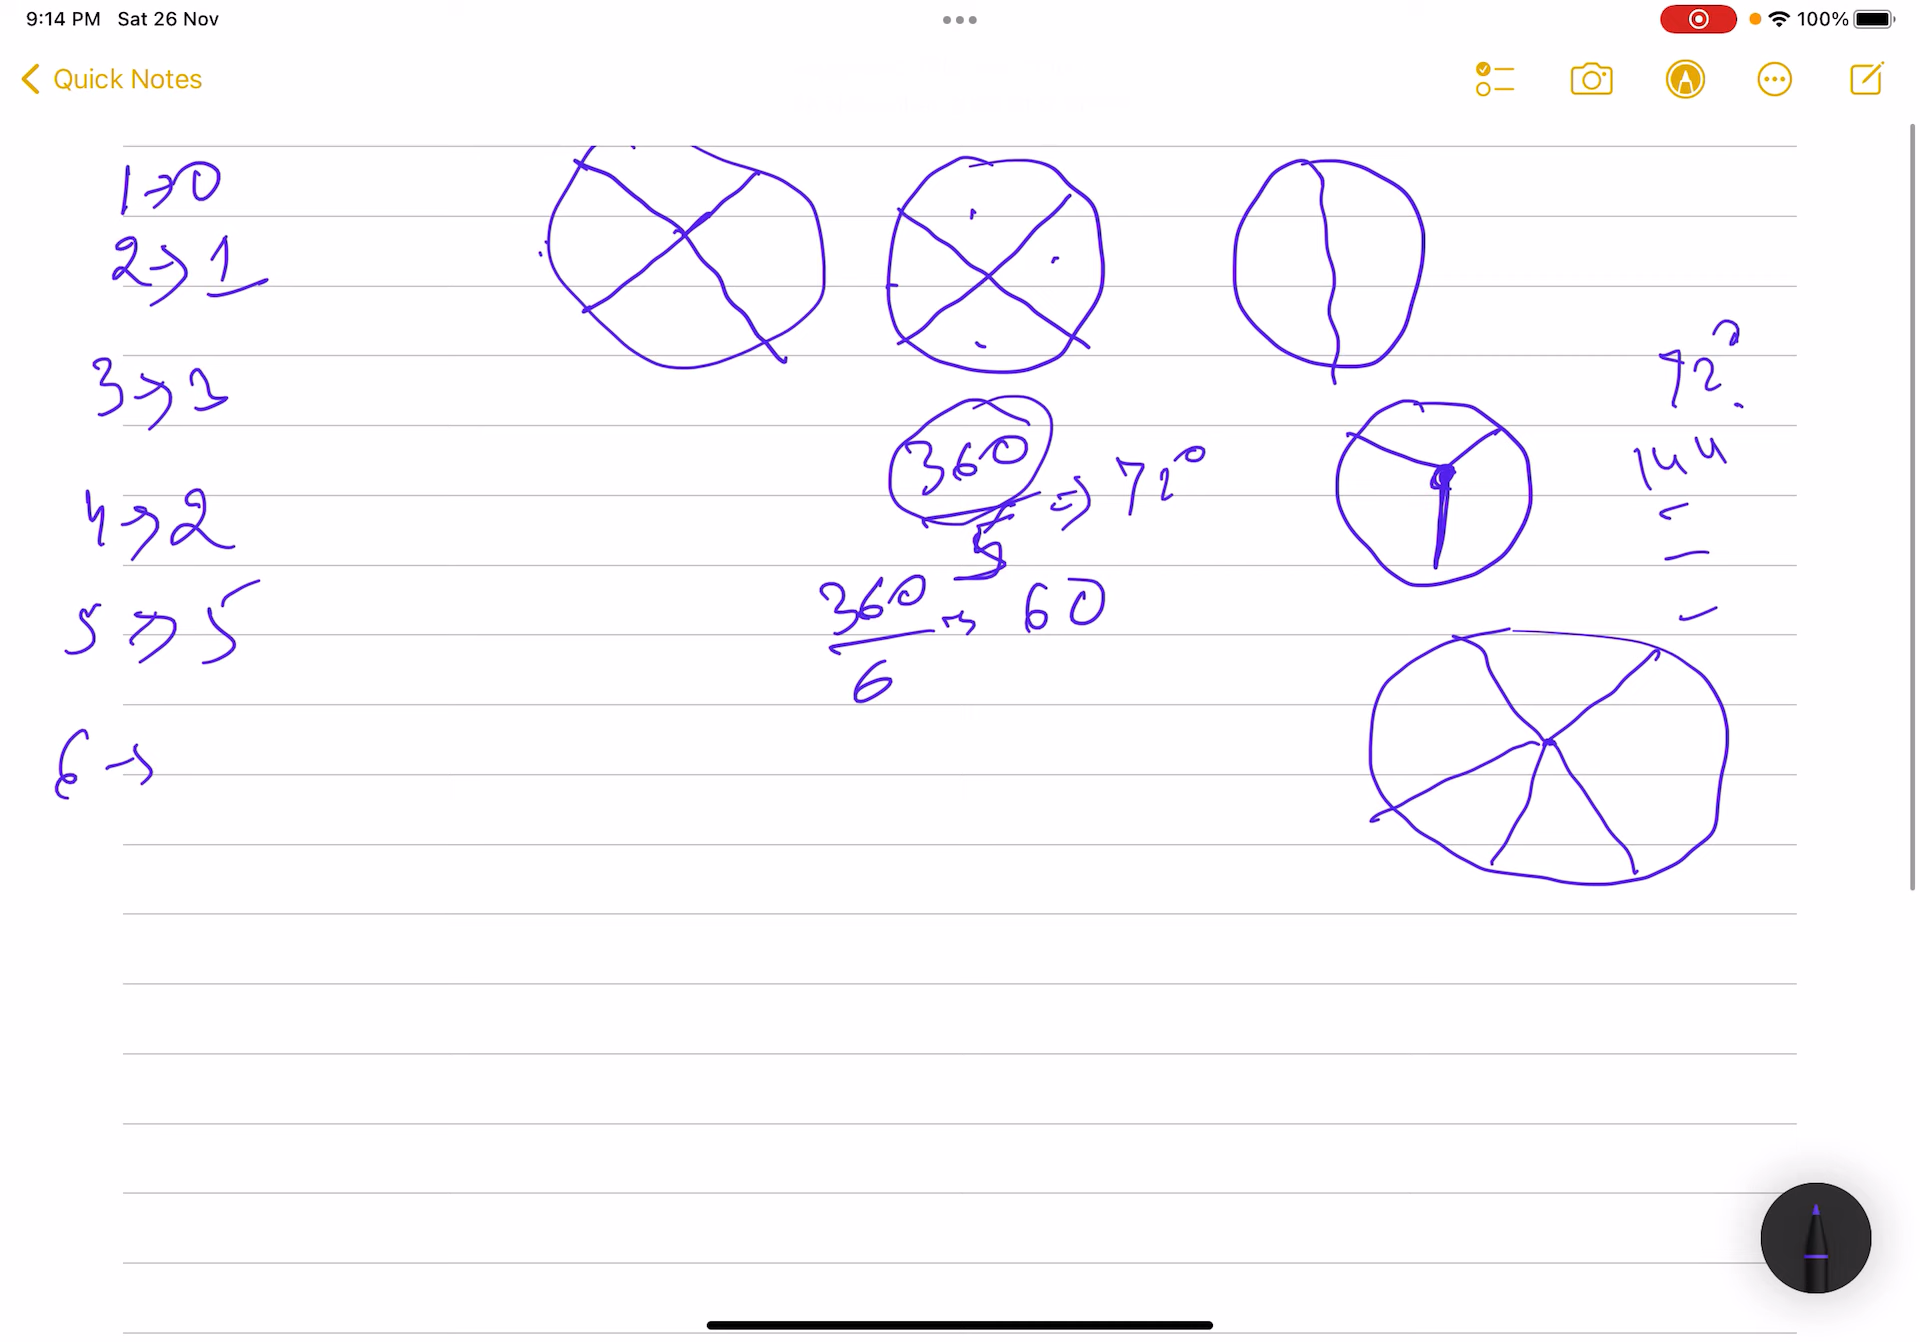 9:14 PM Sat 26 Nov
100%
Quick Notes
1→0
2→1
3→3
4→2
5→5
6→
360/5 ⇒ 72°
360/6 → 60
72°
144